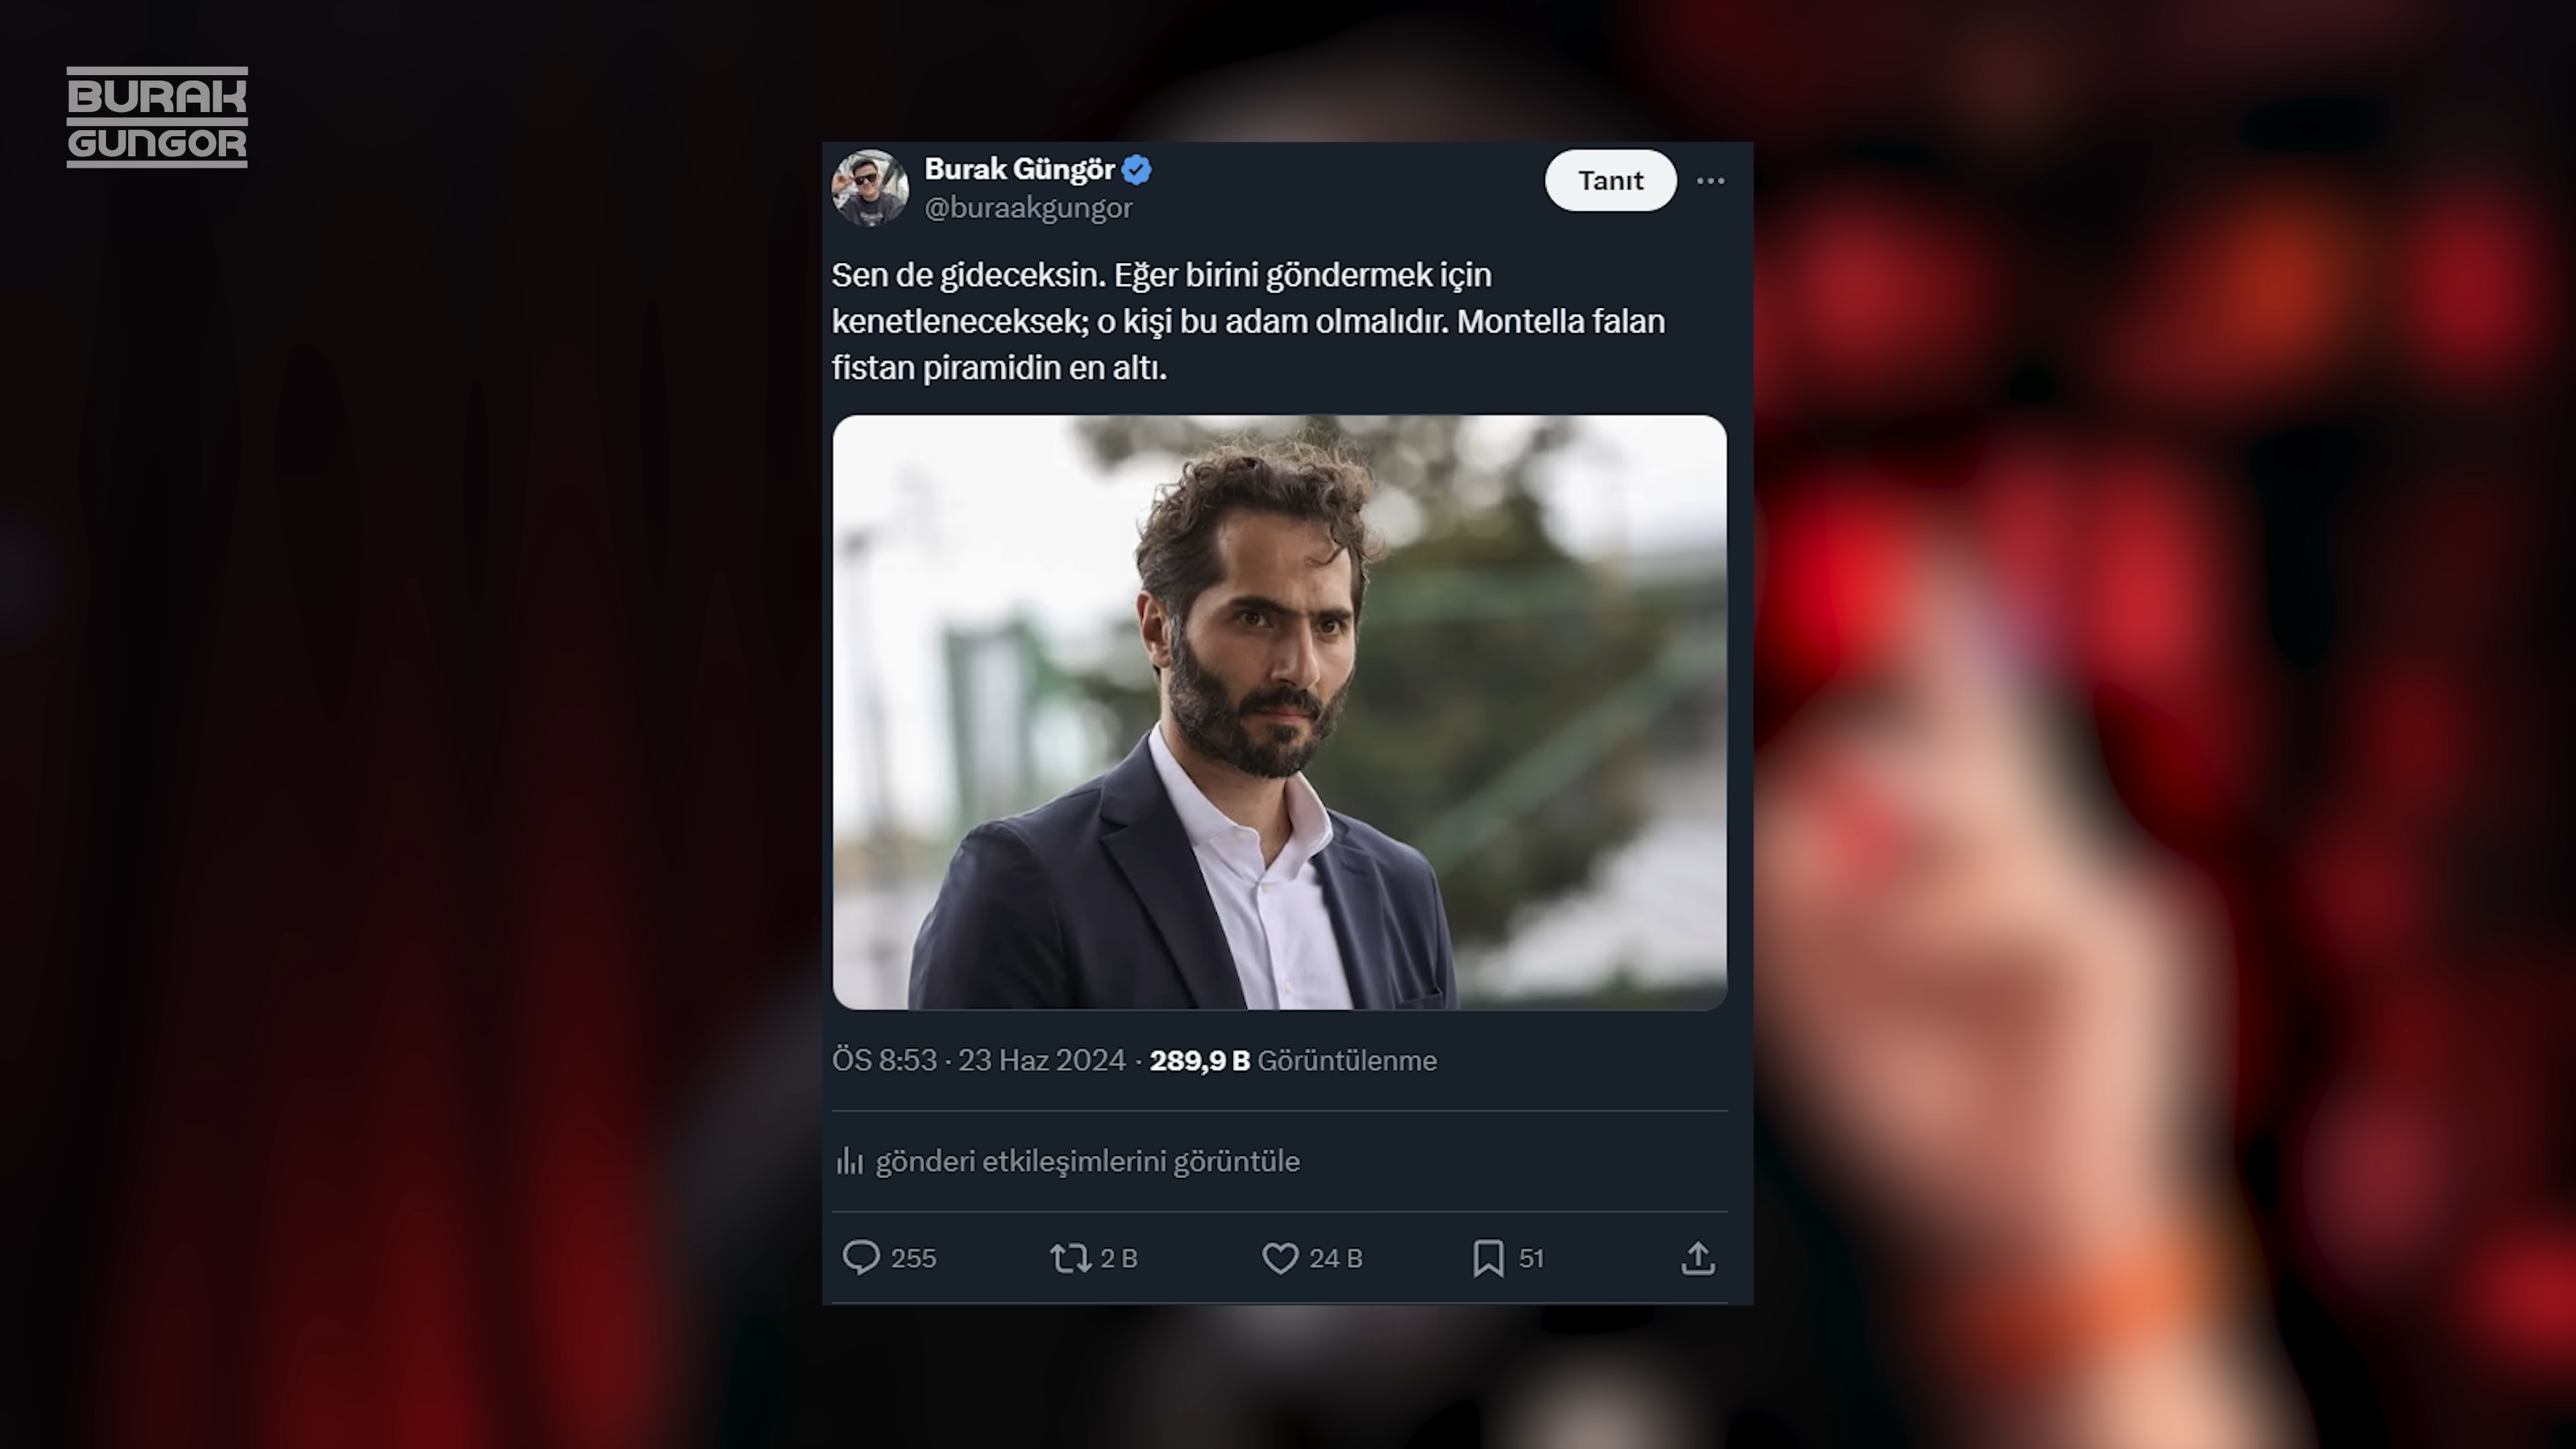 BURAK
GUNGOR
Burak Güngör
@buraakgungor
Tanıt
Sen de gideceksin. Eğer birini göndermek için
kenetleneceksek; o kişi bu adam olmalıdır. Montella falan
fistan piramidin en altı.
ÖS 8:53 · 23 Haz 2024 · 289,9 B Görüntülenme
gönderi etkileşimlerini görüntüle
255 2 B 24 B 51